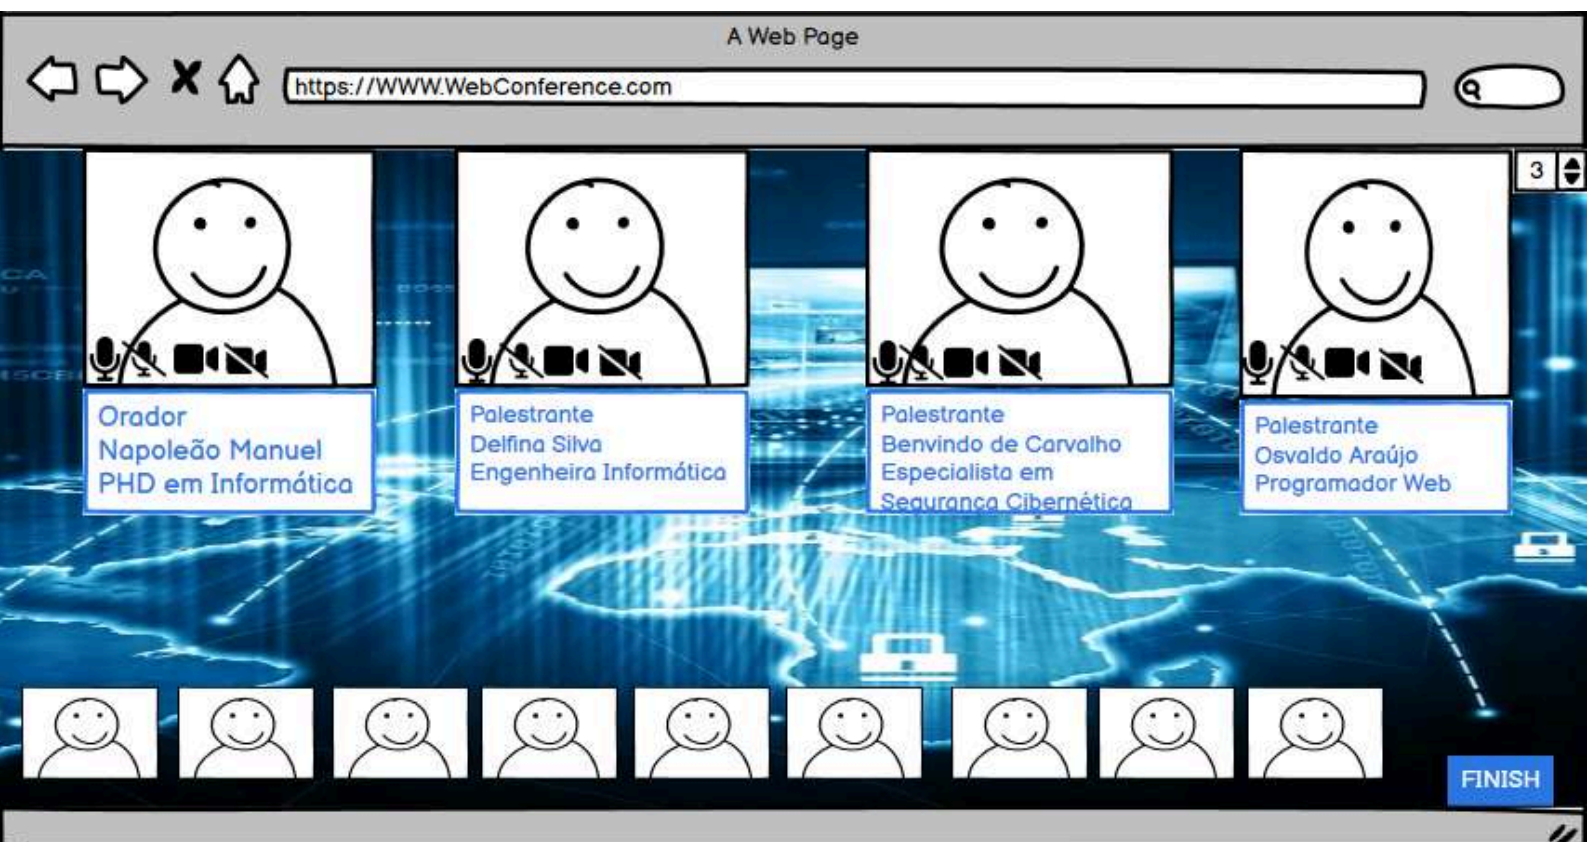 A Web Page
https://WWW.WebConference.com
3
Orador
Napoleão Manuel
PHD em Informática
Palestrante
Delfina Silva
Engenheira Informática
Palestrante
Benvindo de Carvalho
Especialista em
Segurança Cibernética
Palestrante
Osvaldo Araújo
Programador Web
FINISH